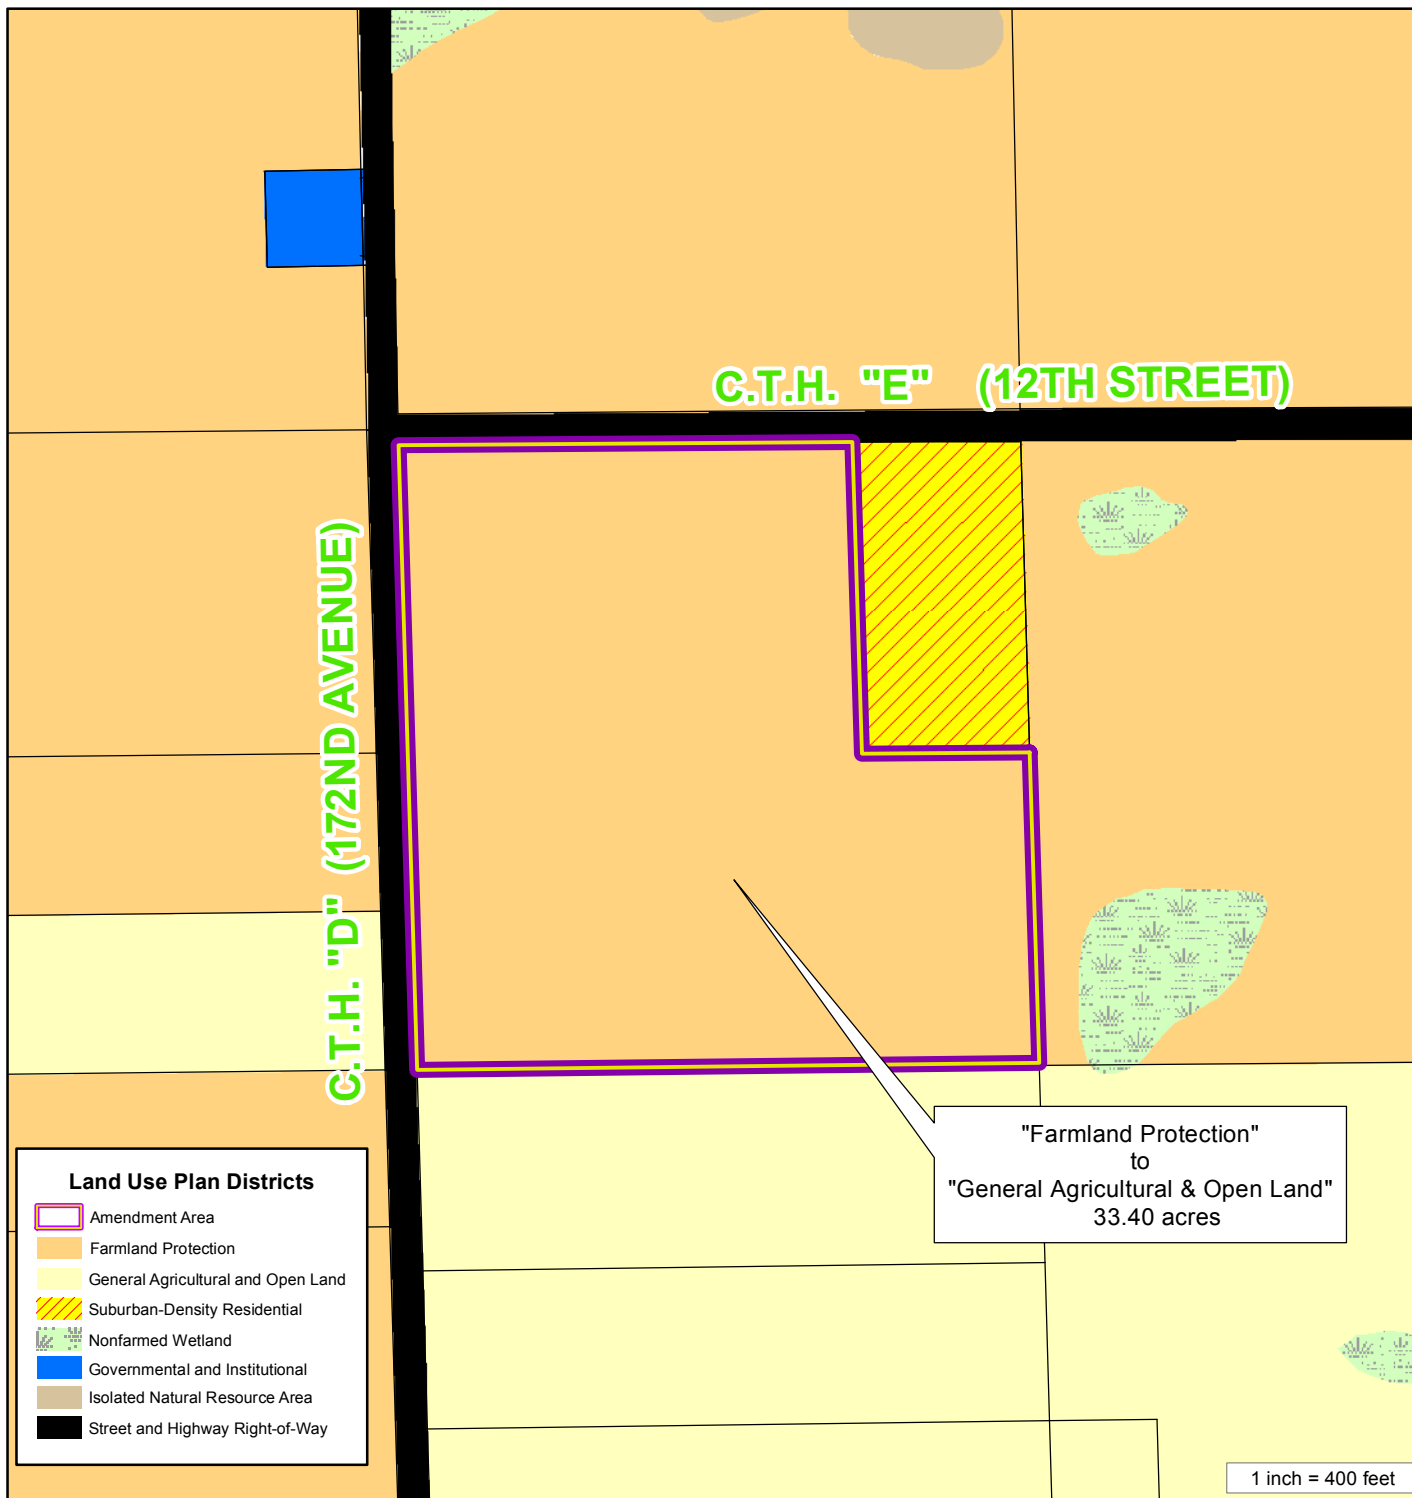 C.T.H. "E" (12TH STREET)
C.T.H. "D" (172ND AVENUE)
"Farmland Protection"
to
"General Agricultural & Open Land"
33.40 acres
Land Use Plan Districts
Amendment Area
Farmland Protection
General Agricultural and Open Land
Suburban-Density Residential
Nonfarmed Wetland
Governmental and Institutional
Isolated Natural Resource Area
Street and Highway Right-of-Way
1 inch = 400 feet